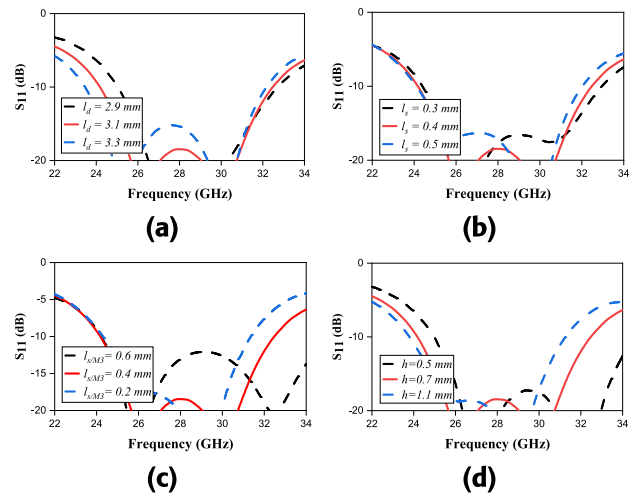 0
-10
-20
S11 (dB)
ld = 2.9 mm
ld = 3.1 mm
ld = 3.3 mm
22 24 26 28 30 32 34
Frequency (GHz)
(a)
0
-10
-20
S11 (dB)
ls = 0.3 mm
ls = 0.4 mm
ls = 0.5 mm
22 24 26 28 30 32 34
Frequency (GHz)
(b)
0
-5
-10
-15
-20
S11 (dB)
ls/M3= 0.6 mm
ls/M3= 0.4 mm
ls/M3= 0.2 mm
22 24 26 28 30 32 34
Frequency (GHz)
(c)
0
-10
-20
S11 (dB)
h=0.5 mm
h=0.7 mm
h=1.1 mm
22 24 26 28 30 32 34
Frequency (GHz)
(d)